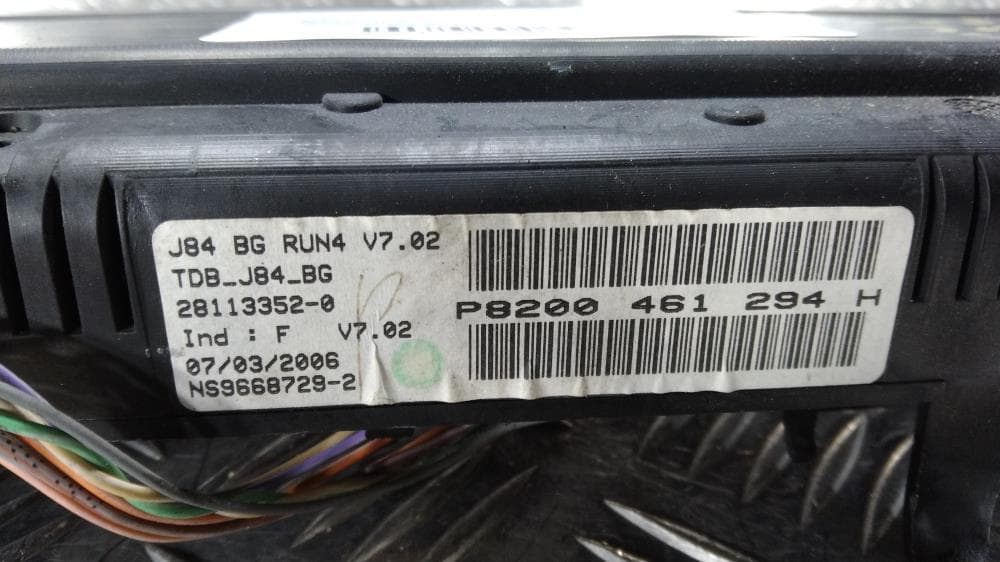 J84 BG RUN4 V7.02
TDB_J84_BG
28113352-0
Ind : F V7.02
07/03/2006
NS9668729-2
P8200 461 294 H